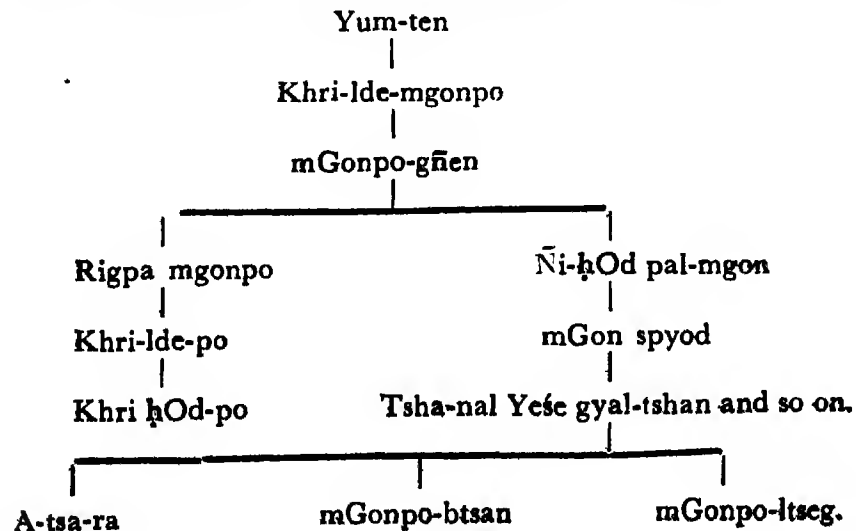 Yum-ten
Khri-lde-mgonpo
mGonpo-gñen
Rigpa mgonpo Ñi-ḥOd pal-mgon
Khri-lde-po mGon spyod
Khri ḥOd-po Tsha-nal Yeśe gyal-tshan and so on.
A-tsa-ra mGonpo-btsan mGonpo-ltseg.